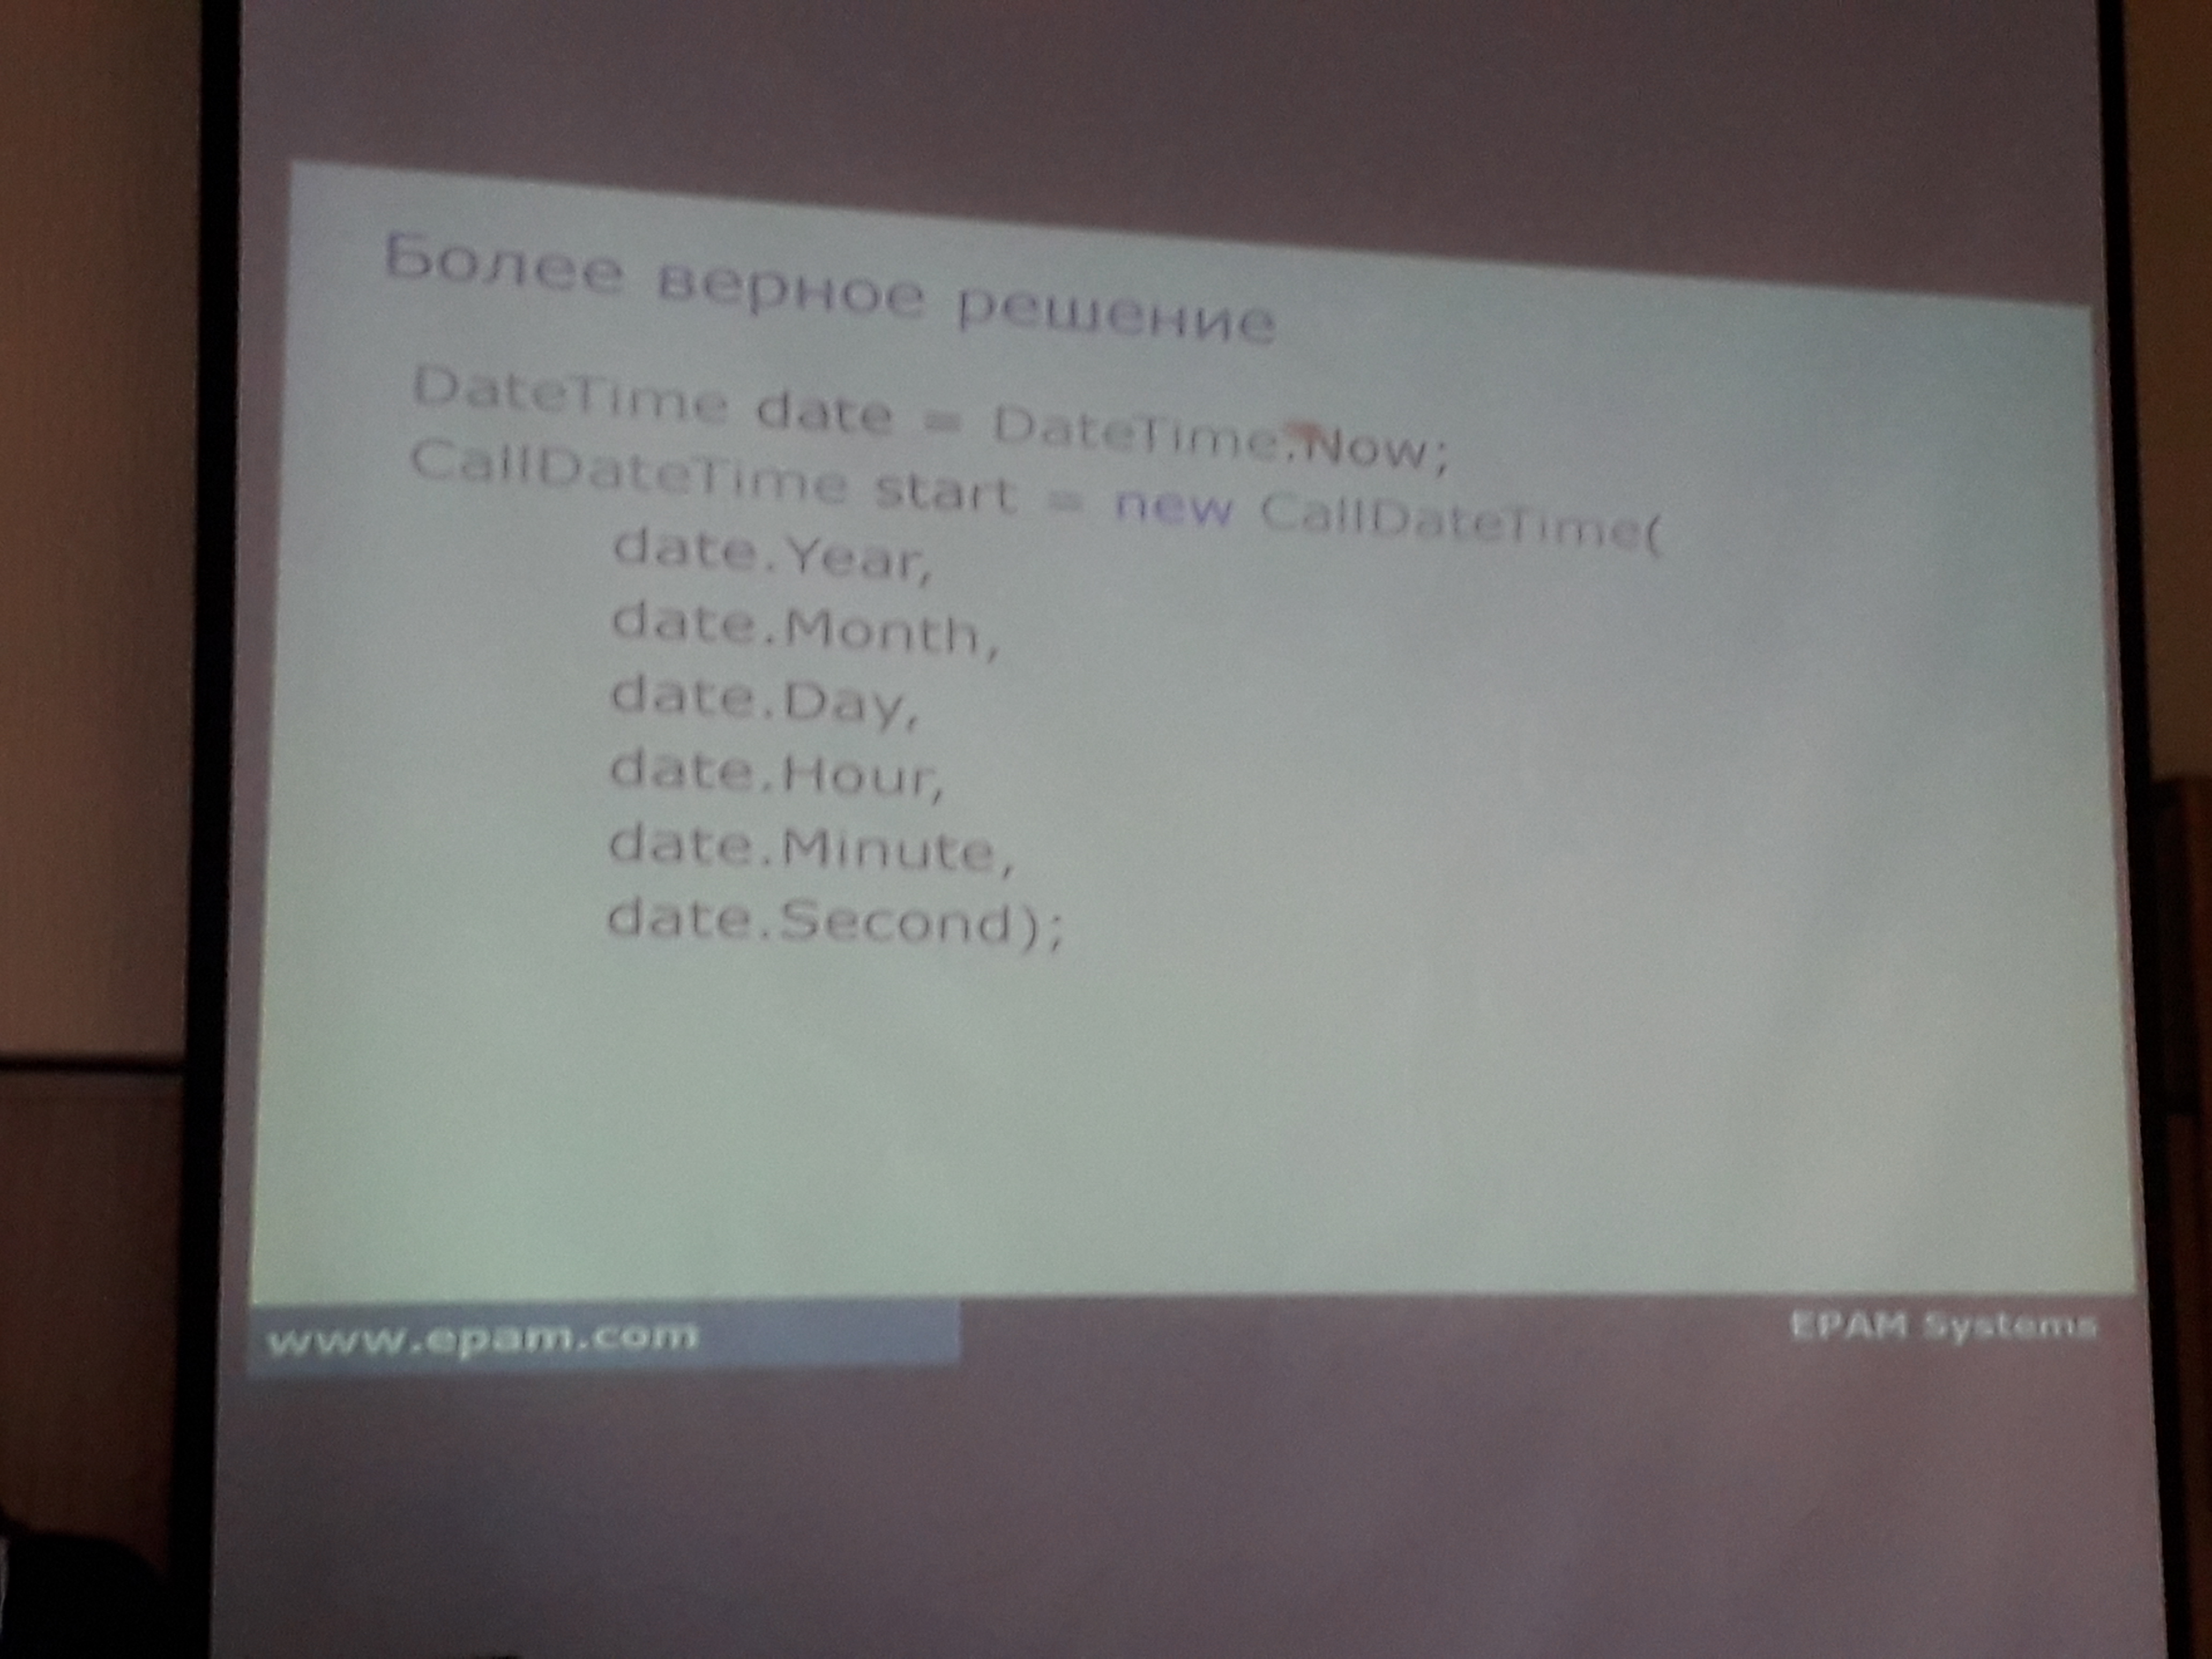 Более верное решение
DateTime date = DateTime.Now;
CallDateTime start = new CallDateTime(
date.Year,
date.Month,
date.Day,
date.Hour,
date.Minute,
date.Second);
www.epam.com
EPAM Systems